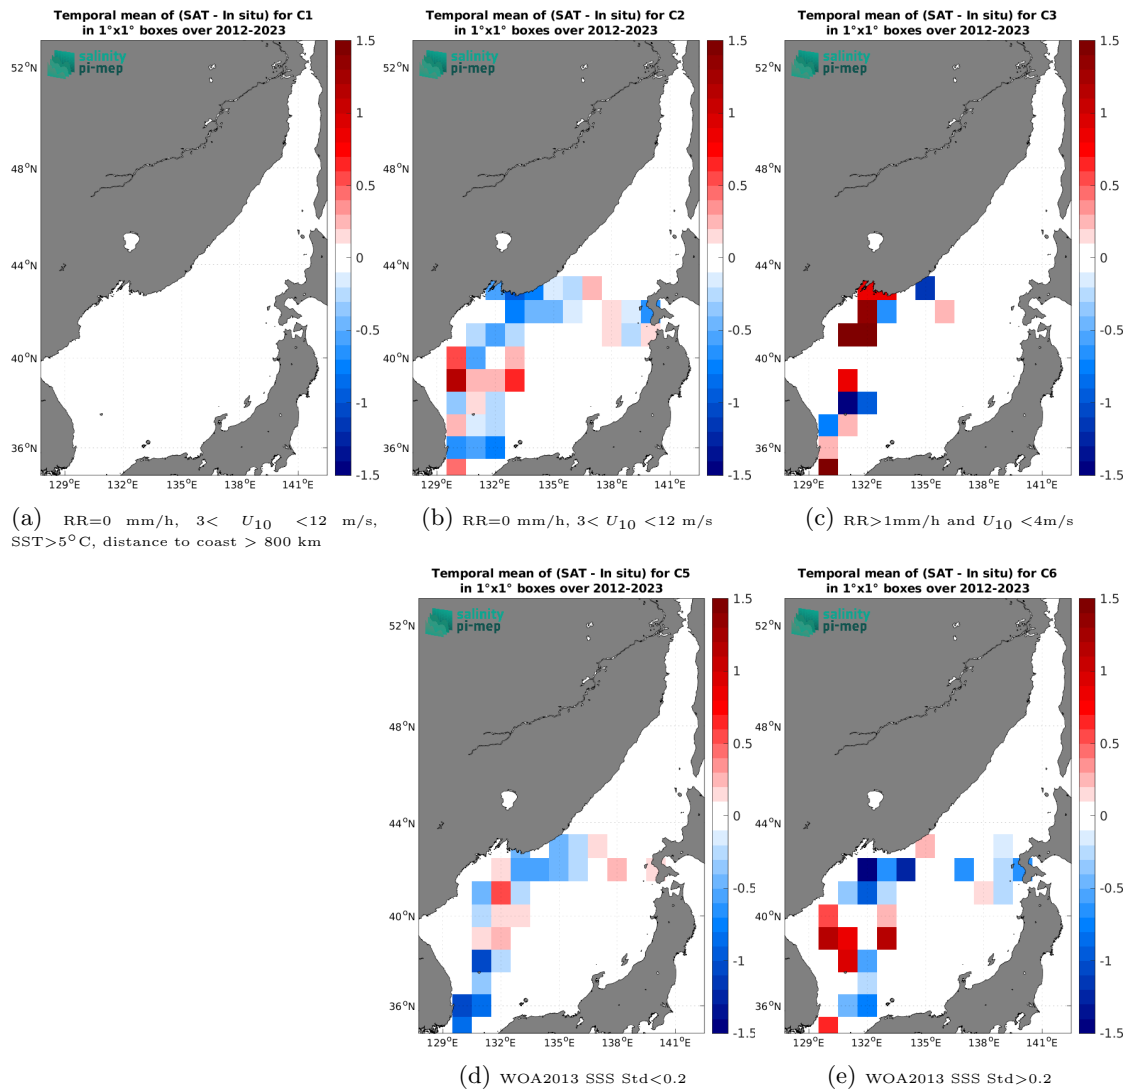 Temporal mean of (SAT - In situ) for C1
in 1°x1° boxes over 2012-2023
salinity
pi-mep
52°N
48°N
44°N
40°N
36°N
129°E 132°E 135°E 138°E 141°E
1.5
1
0.5
0
-0.5
-1
-1.5
(a) RR=0 mm/h, 3< U10 <12 m/s,
SST>5°C, distance to coast > 800 km
Temporal mean of (SAT - In situ) for C2
in 1°x1° boxes over 2012-2023
salinity
pi-mep
52°N
48°N
44°N
40°N
36°N
129°E 132°E 135°E 138°E 141°E
1.5
1
0.5
0
-0.5
-1
-1.5
(b) RR=0 mm/h, 3< U10 <12 m/s
Temporal mean of (SAT - In situ) for C3
in 1°x1° boxes over 2012-2023
salinity
pi-mep
52°N
48°N
44°N
40°N
36°N
129°E 132°E 135°E 138°E 141°E
1.5
1
0.5
0
-0.5
-1
-1.5
(c) RR>1mm/h and U10 <4m/s
Temporal mean of (SAT - In situ) for C5
in 1°x1° boxes over 2012-2023
salinity
pi-mep
52°N
48°N
44°N
40°N
36°N
129°E 132°E 135°E 138°E 141°E
1.5
1
0.5
0
-0.5
-1
-1.5
(d) WOA2013 SSS Std<0.2
Temporal mean of (SAT - In situ) for C6
in 1°x1° boxes over 2012-2023
salinity
pi-mep
52°N
48°N
44°N
40°N
36°N
129°E 132°E 135°E 138°E 141°E
1.5
1
0.5
0
-0.5
-1
-1.5
(e) WOA2013 SSS Std>0.2